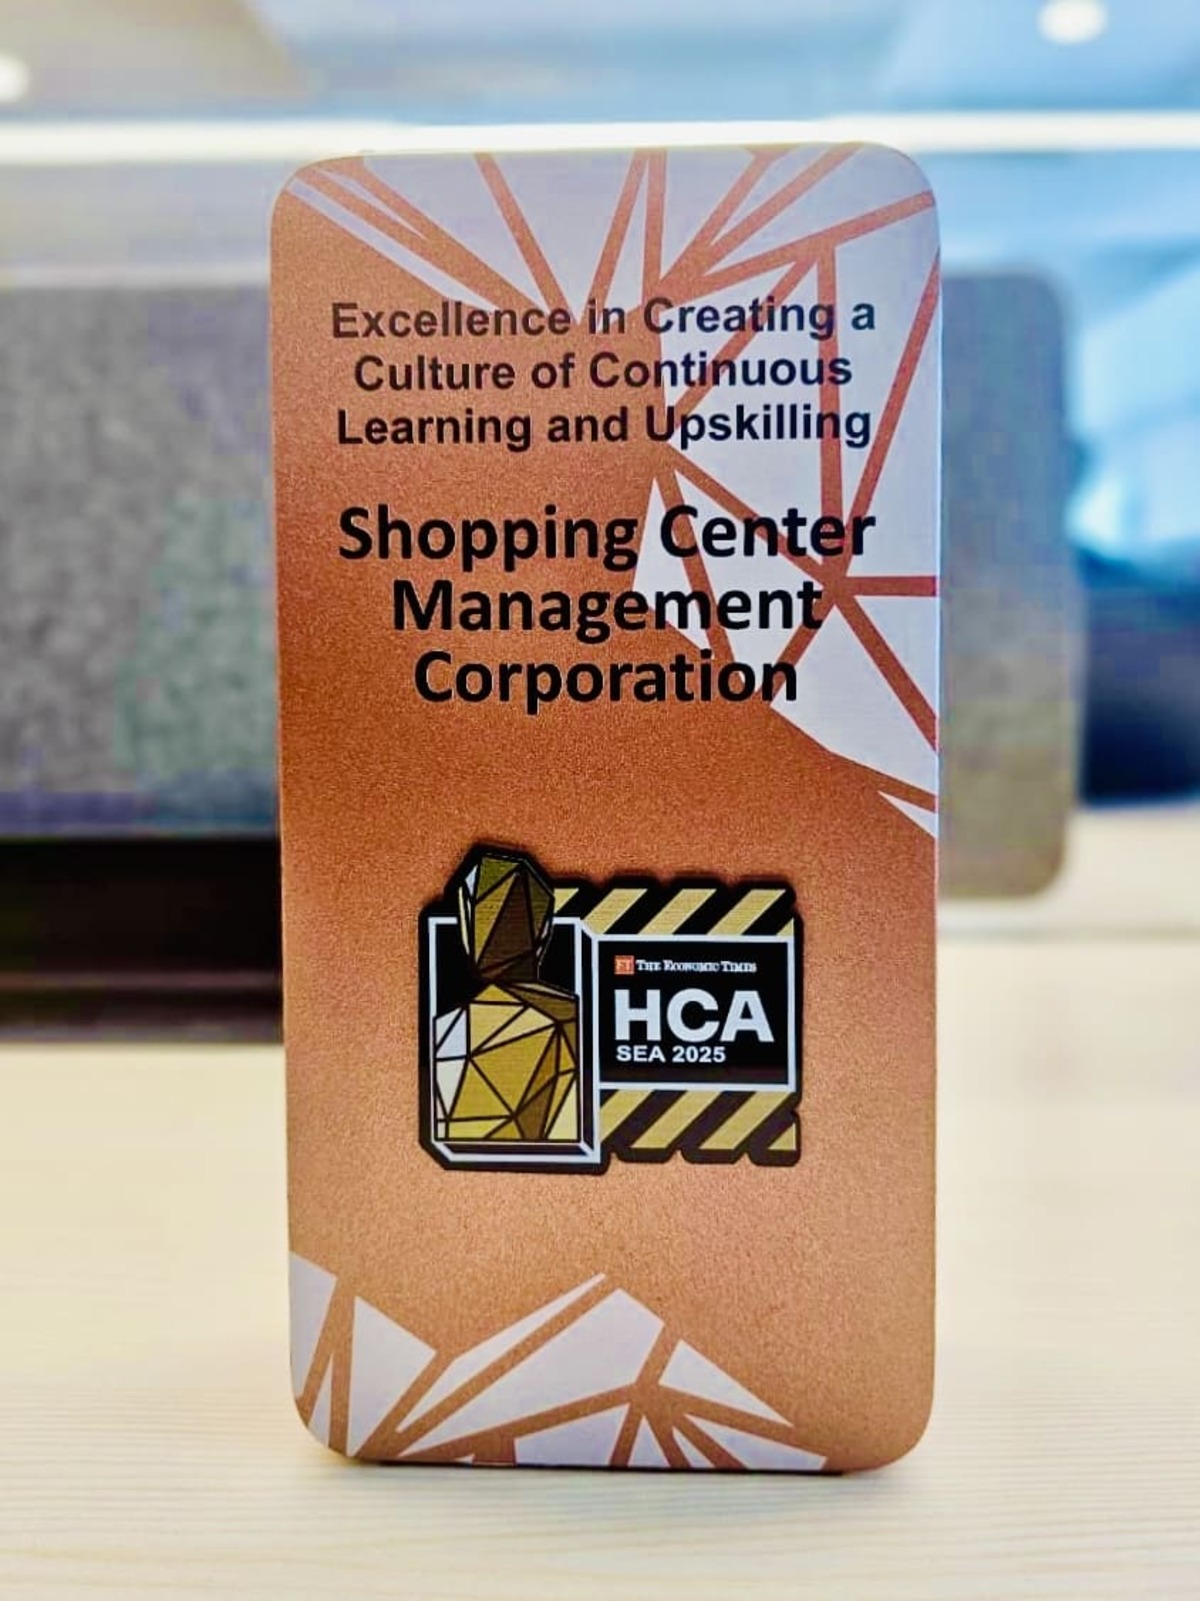 Excellence in Creating a
Culture of Continuous
Learning and Upskilling
Shopping Center
Management
Corporation
ET THE ECONOMIC TIMES
HCA
SEA 2025